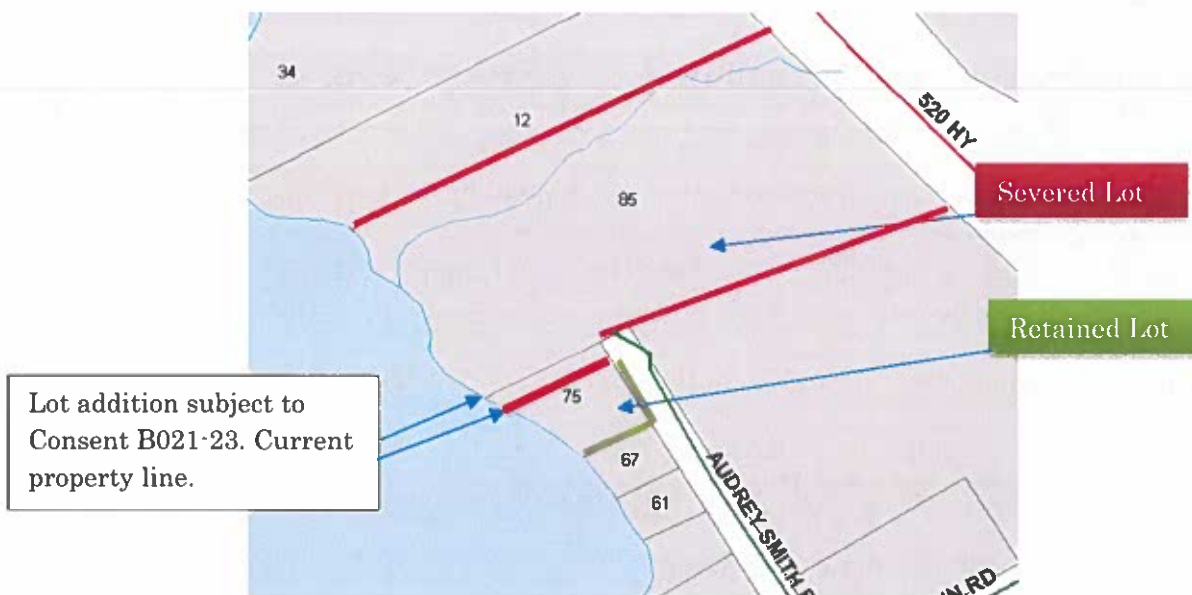 34
12
520 HY
Severed Lot
85
Retained Lot
Lot addition subject to
Consent B021-23. Current
property line.
75
67
61
AUDREY SMITH
RD